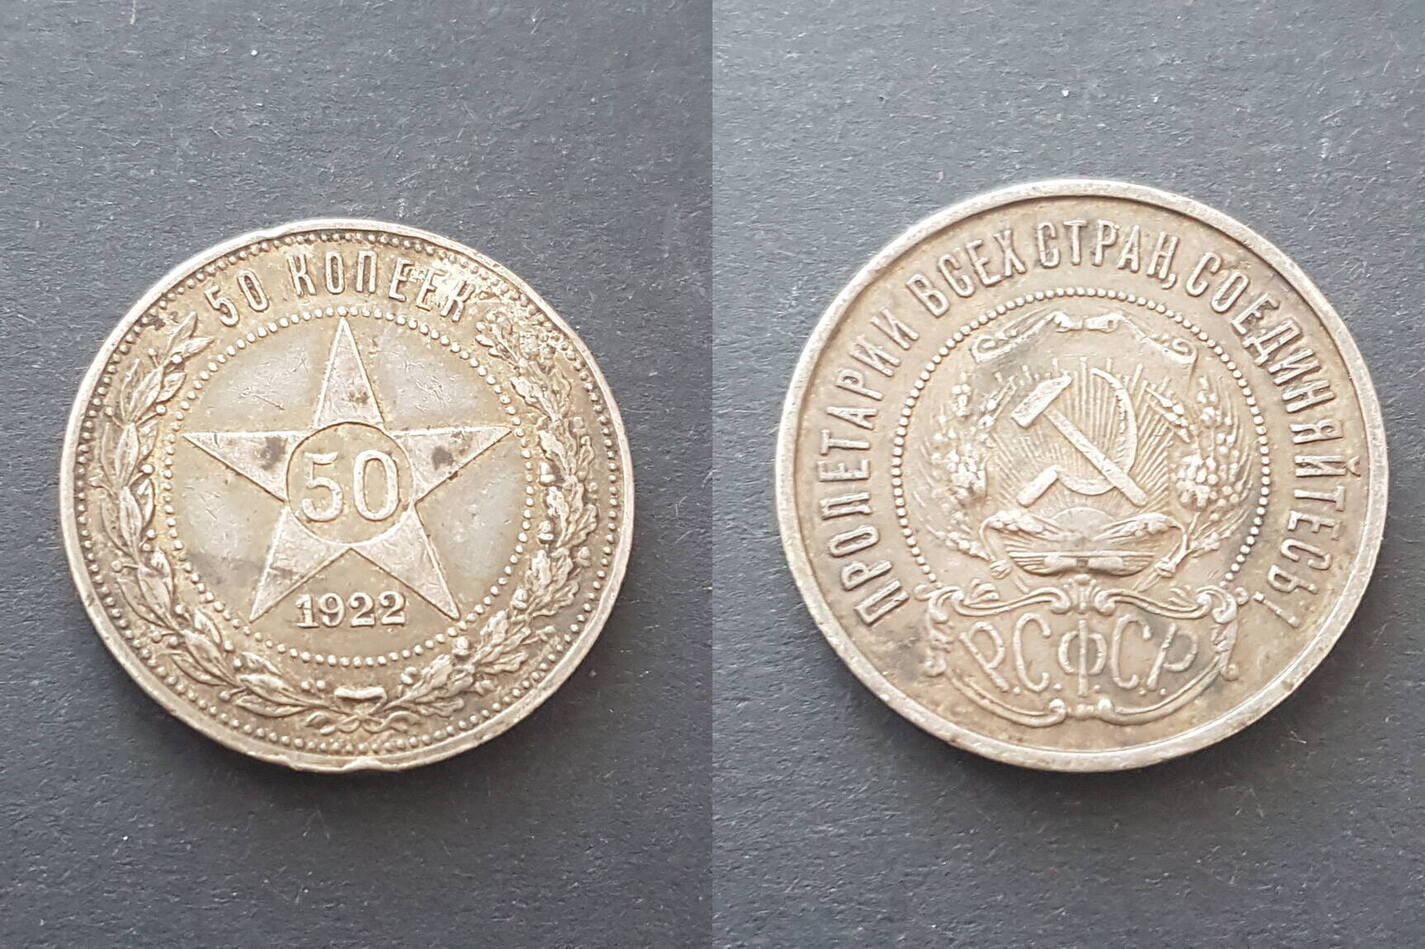 50 КОПЕЕК
50
1922
ПРОЛЕТАРИИ ВСЕХ СТРАН, СОЕДИНЯЙТЕСЬ!
Р.С.Ф.С.Р.